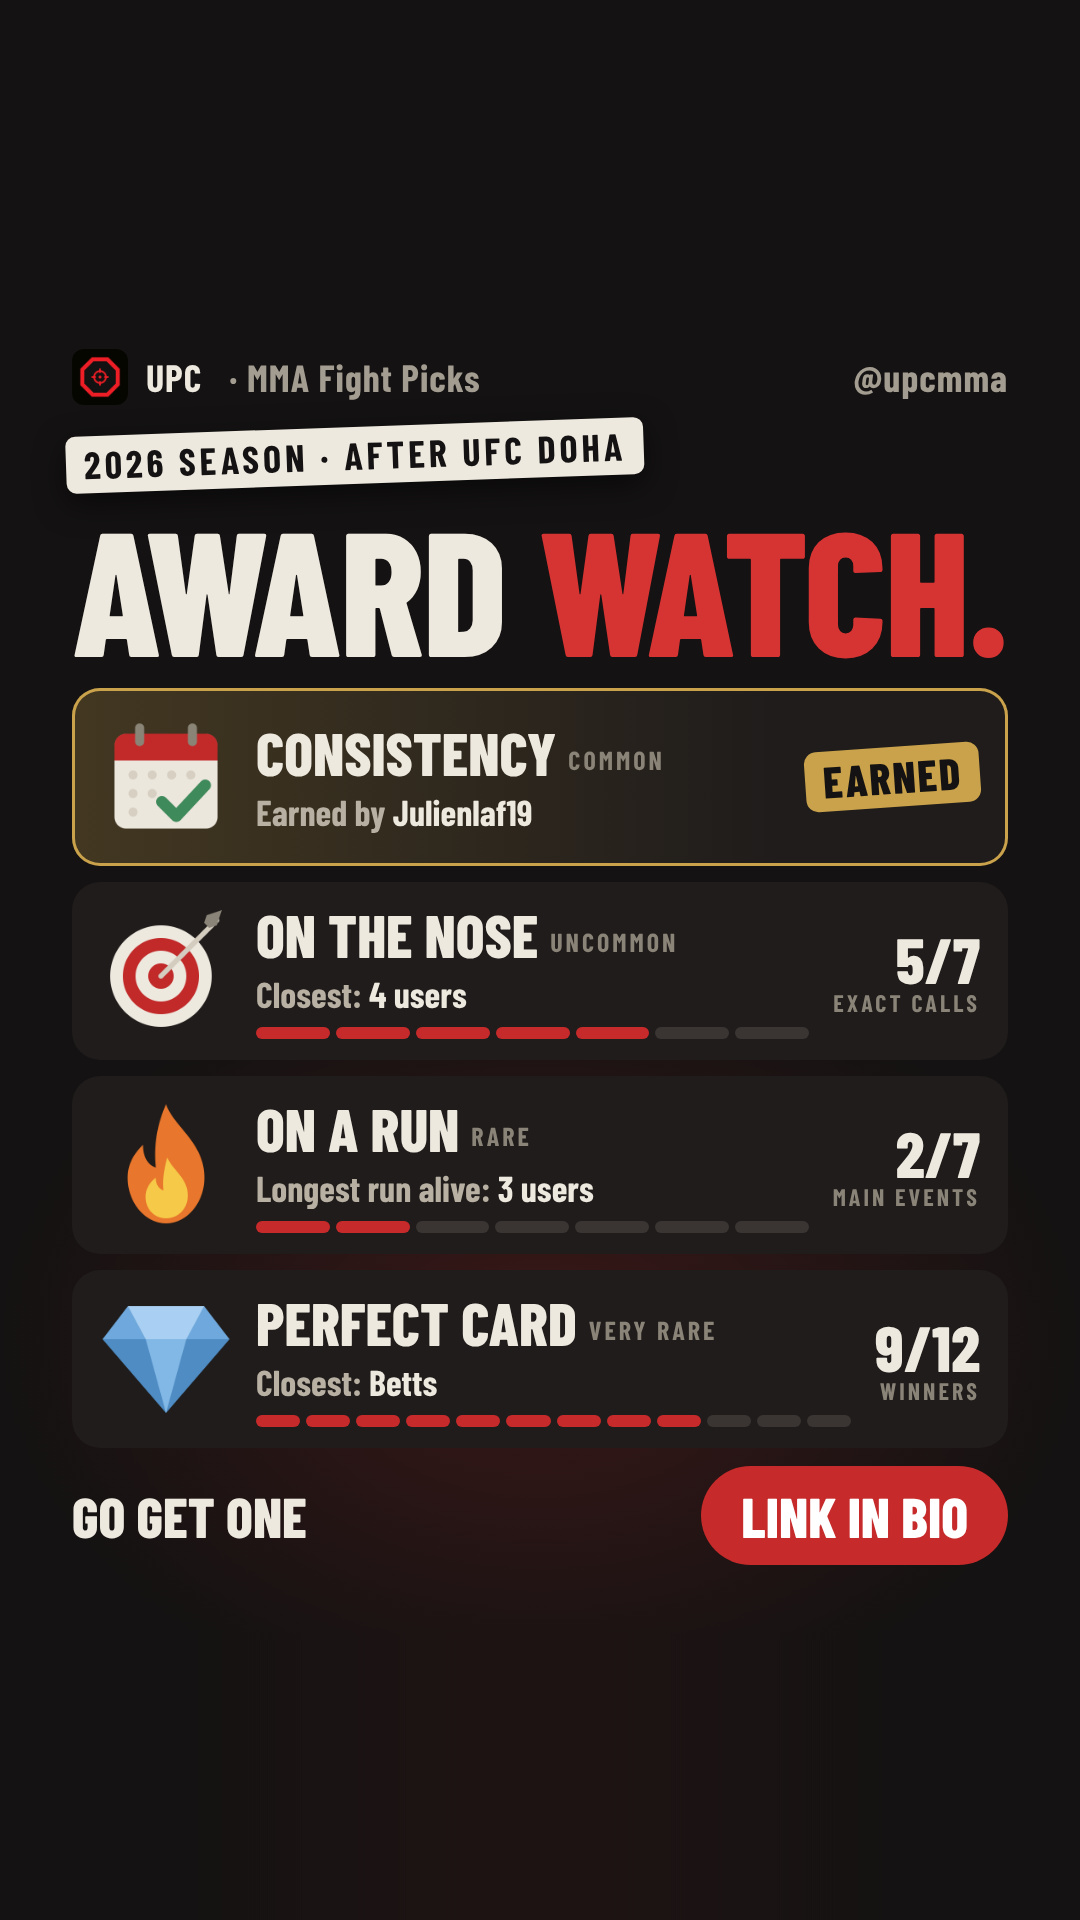 UPC · MMA Fight Picks
@upcmma
2026 SEASON · AFTER UFC DOHA
AWARD WATCH.
CONSISTENCY COMMON
Earned by Julienlaf19
EARNED
ON THE NOSE UNCOMMON
Closest: 4 users
5/7
EXACT CALLS
ON A RUN RARE
Longest run alive: 3 users
2/7
MAIN EVENTS
PERFECT CARD VERY RARE
Closest: Betts
9/12
WINNERS
GO GET ONE
LINK IN BIO